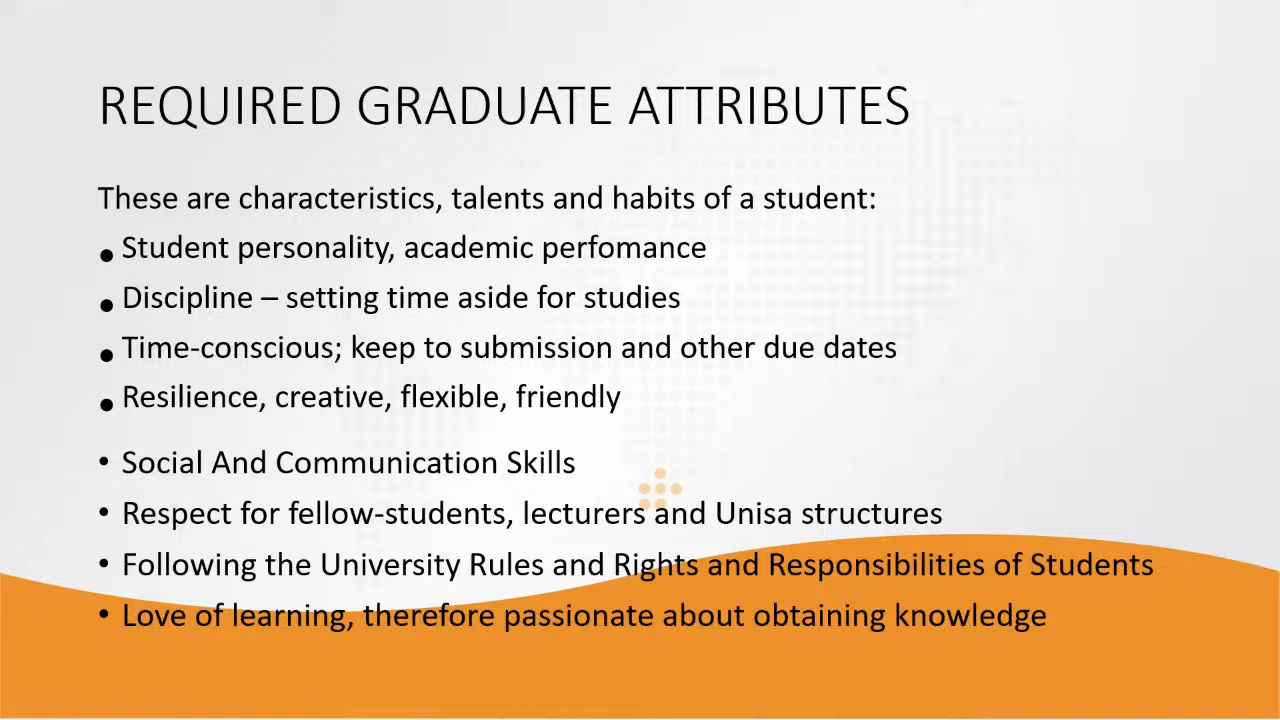 REQUIRED GRADUATE ATTRIBUTES
These are characteristics, talents and habits of a student:
• Student personality, academic perfomance
• Discipline – setting time aside for studies
• Time-conscious; keep to submission and other due dates
• Resilience, creative, flexible, friendly
• Social And Communication Skills
• Respect for fellow-students, lecturers and Unisa structures
• Following the University Rules and Rights and Responsibilities of Students
• Love of learning, therefore passionate about obtaining knowledge